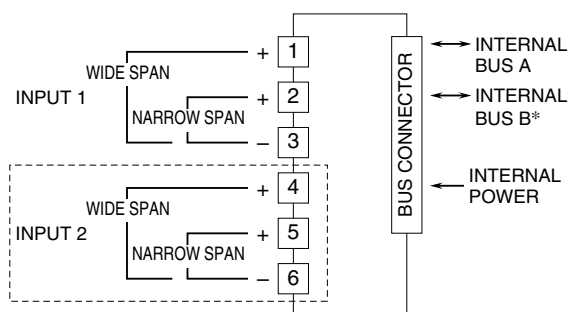 + 1
WIDE SPAN
INPUT 1
+ 2
NARROW SPAN
– 3
+ 4
WIDE SPAN
INPUT 2
+ 5
NARROW SPAN
– 6
BUS CONNECTOR
INTERNAL
BUS A
INTERNAL
BUS B*
INTERNAL
POWER